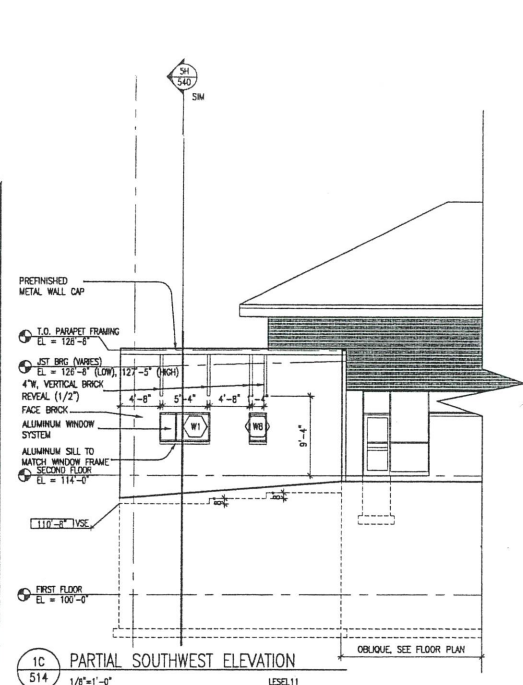 5H
540
SIM
PREFINISHED
METAL WALL CAP
T.O. PARAPET FRAMING
EL = 128'-6"
JST BRG (VARIES)
EL = 126'-8" (LOW), 127'-5" (HIGH)
4"W, VERTICAL BRICK
REVEAL (1/2")
4'-8" 5'-4" 4'-8" -4"
FACE BRICK
ALUMINUM WINDOW
SYSTEM
W1 W8
9'-4"
ALUMINUM SILL TO
MATCH WINDOW FRAME
SECOND FLOOR
EL = 114'-0"
8" 8"
110'-8" VSE
FIRST FLOOR
EL = 100'-0"
OBLIQUE, SEE FLOOR PLAN
1C
514
PARTIAL SOUTHWEST ELEVATION
1/8"=1'-0"
LESEL11